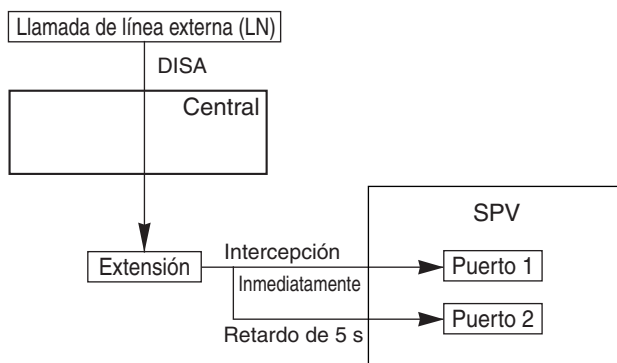 Llamada de línea externa (LN)
DISA
Central
SPV
Intercepción
Extensión
Puerto 1
Inmediatamente
Puerto 2
Retardo de 5 s